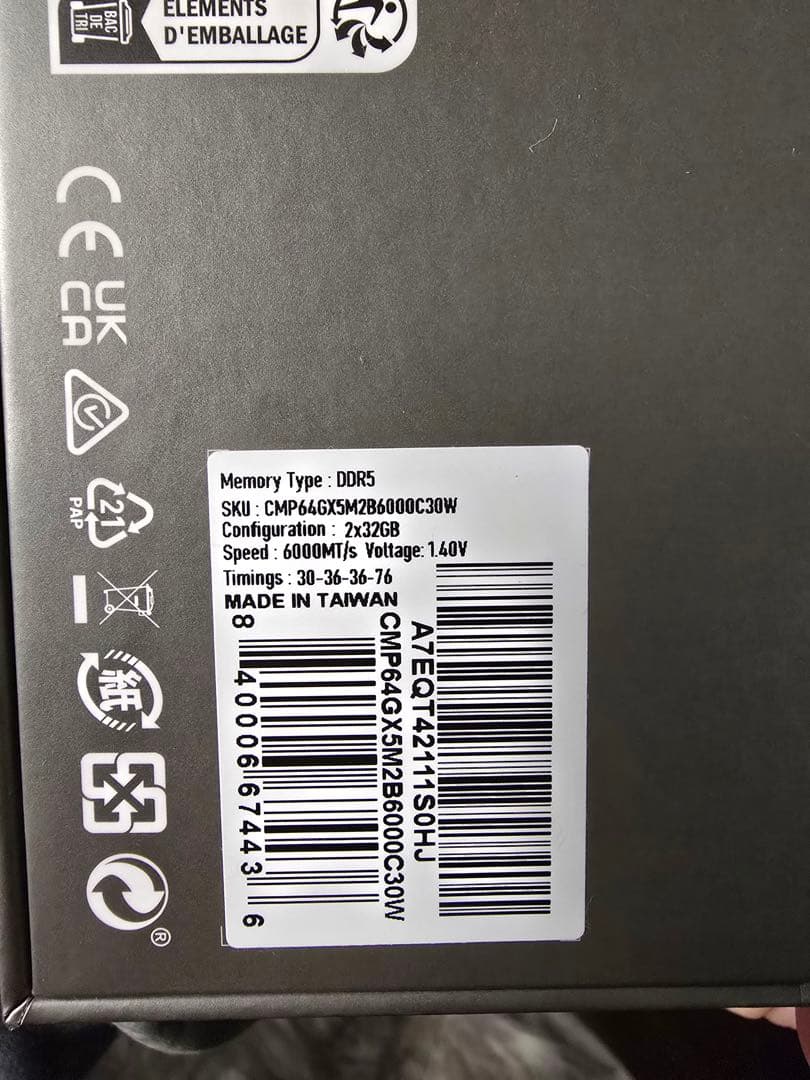 ÉLÉMENTS
D'EMBALLAGE
BAC
DE
TRI
CE
UK
CA
21
PAP
紙
®
Memory Type : DDR5
SKU : CMP64GX5M2B6000C30W
Configuration : 2x32GB
Speed : 6000MT/s Voltage: 1.40V
Timings : 30-36-36-76
MADE IN TAIWAN
A7EQT42111S0HJ
CMP64GX5M2B6000C30W
8 40006 67443 6